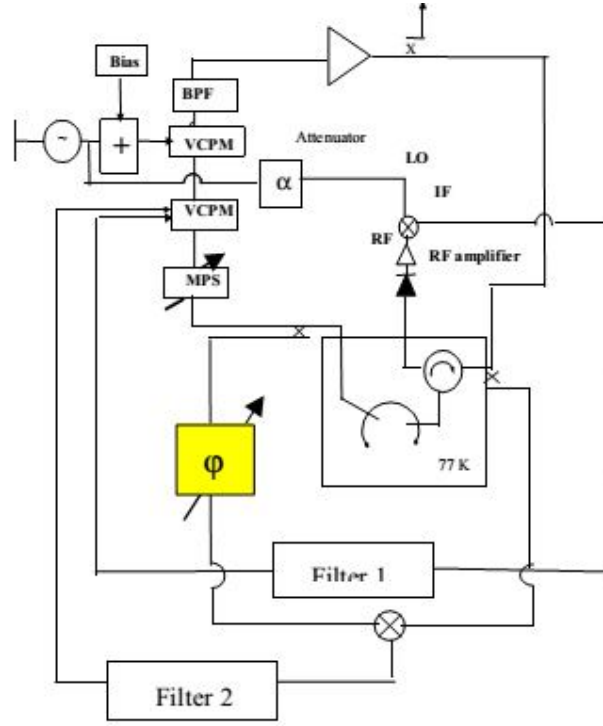 Bias
BPF
~
+
VCPM
Attenuator
LO
α
IF
VCPM
RF
RF amplifier
MPS
φ
77 K
Filter 1
Filter 2